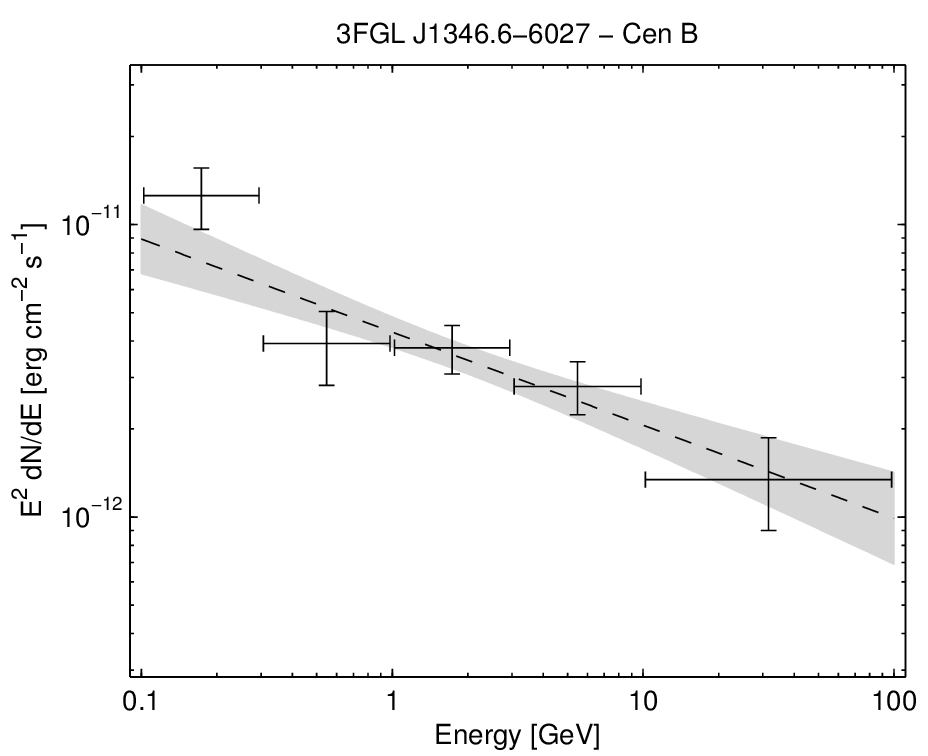 3FGL J1346.6−6027 − Cen B
E² dN/dE [erg cm⁻² s⁻¹]
10⁻¹¹
10⁻¹²
0.1 1 10 100
Energy [GeV]